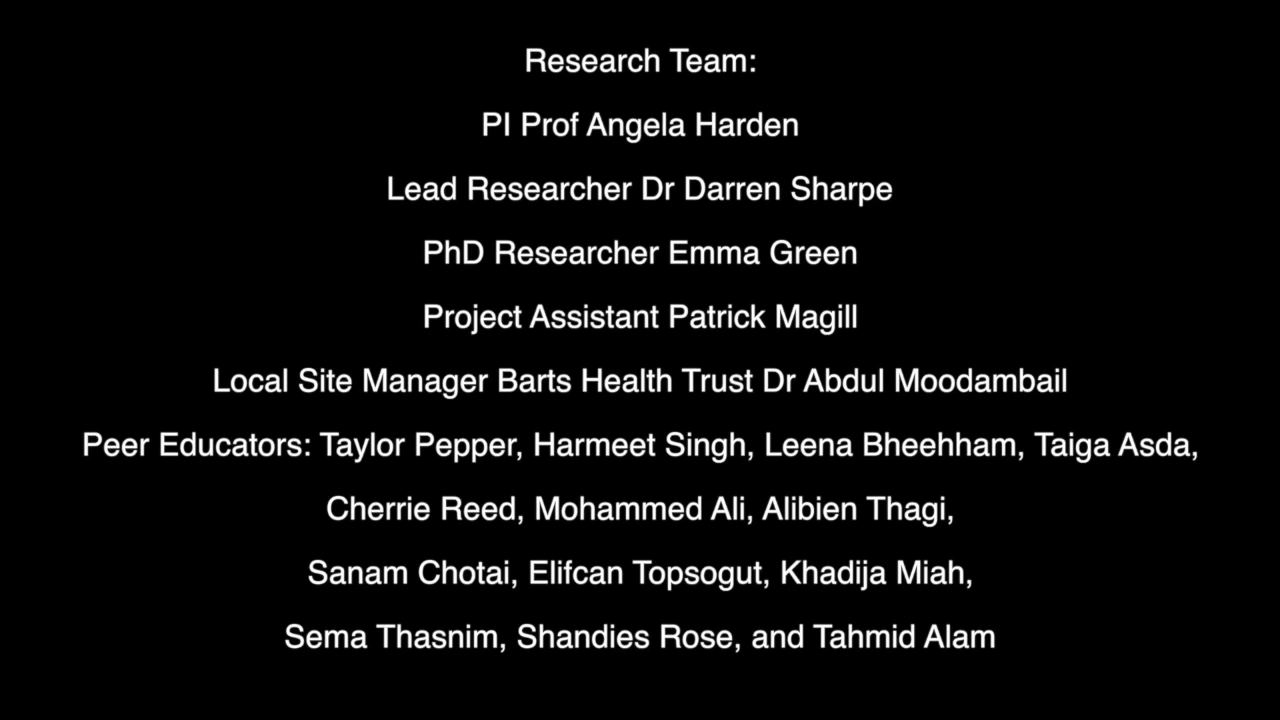 Research Team:
PI Prof Angela Harden
Lead Researcher Dr Darren Sharpe
PhD Researcher Emma Green
Project Assistant Patrick Magill
Local Site Manager Barts Health Trust Dr Abdul Moodambail
Peer Educators: Taylor Pepper, Harmeet Singh, Leena Bheehham, Taiga Asda,
Cherrie Reed, Mohammed Ali, Alibien Thagi,
Sanam Chotai, Elifcan Topsogut, Khadija Miah,
Sema Thasnim, Shandies Rose, and Tahmid Alam